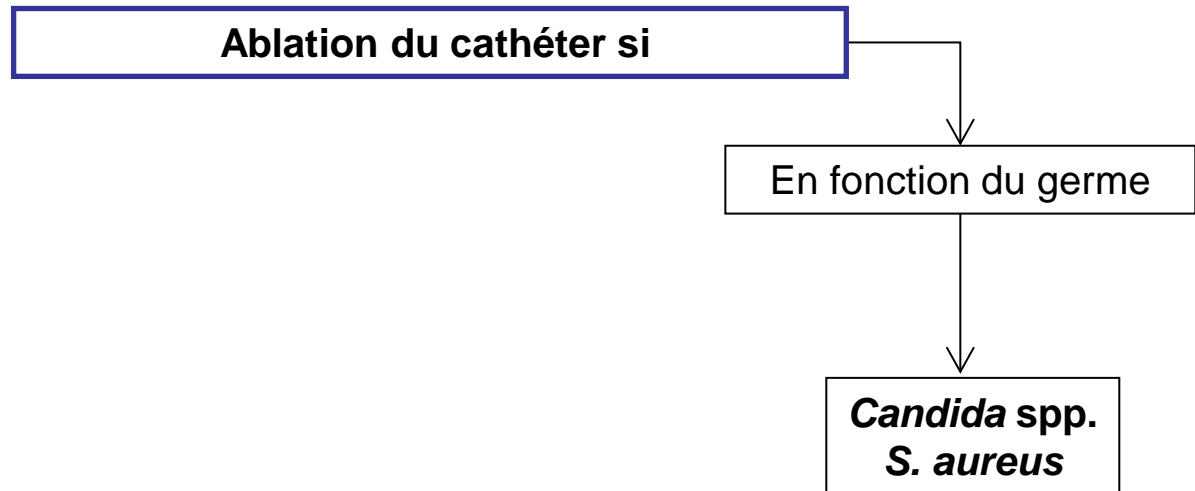 Ablation du cathéter si
En fonction du germe
Candida spp.
S. aureus